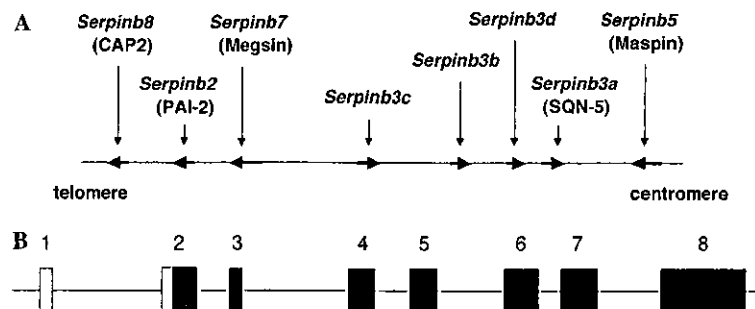 A
Serpinb8
(CAP2)
Serpinb2
(PAI-2)
Serpinb7
(Megsin)
Serpinb3c
Serpinb3b
Serpinb3d
Serpinb3a
(SQN-5)
Serpinb5
(Maspin)
telomere
centromere
B
1 2 3 4 5 6 7 8